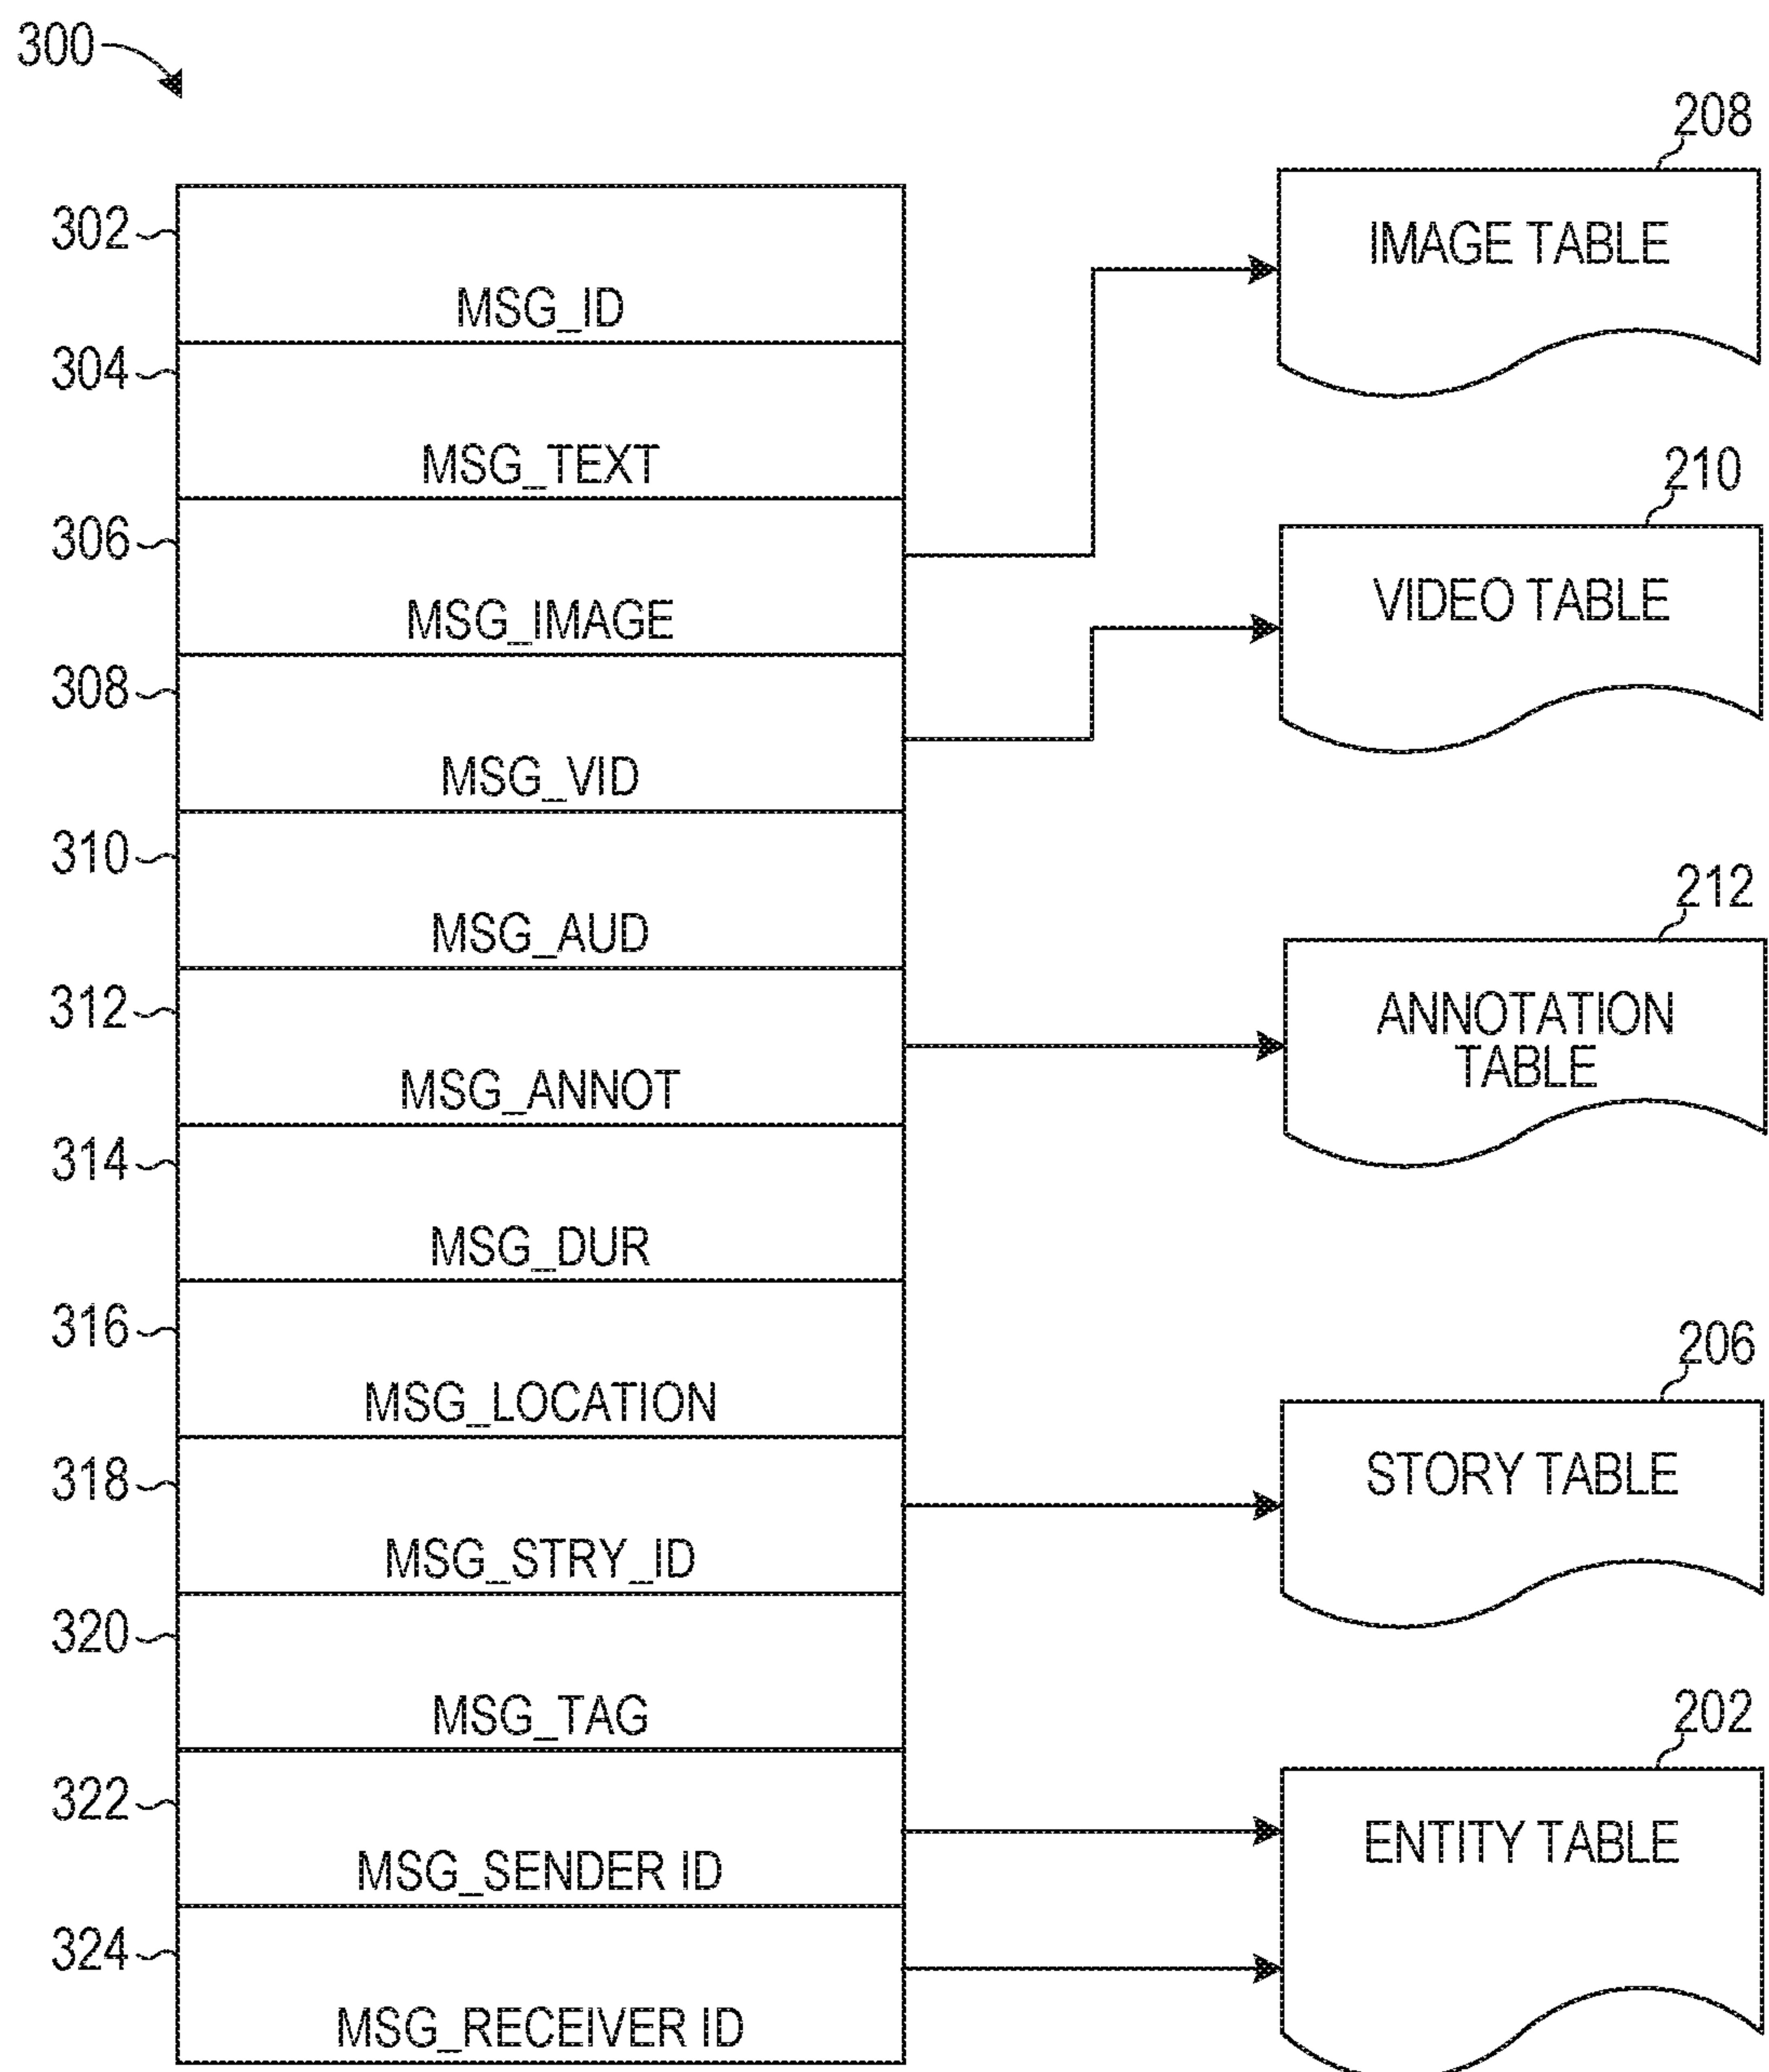 300
302
MSG_ID
304
MSG_TEXT
306
MSG_IMAGE
308
MSG_VID
310
MSG_AUD
312
MSG_ANNOT
314
MSG_DUR
316
MSG_LOCATION
318
MSG_STRY_ID
320
MSG_TAG
322
MSG_SENDER ID
324
MSG_RECEIVER ID
208
IMAGE TABLE
210
VIDEO TABLE
212
ANNOTATION
TABLE
206
STORY TABLE
202
ENTITY TABLE